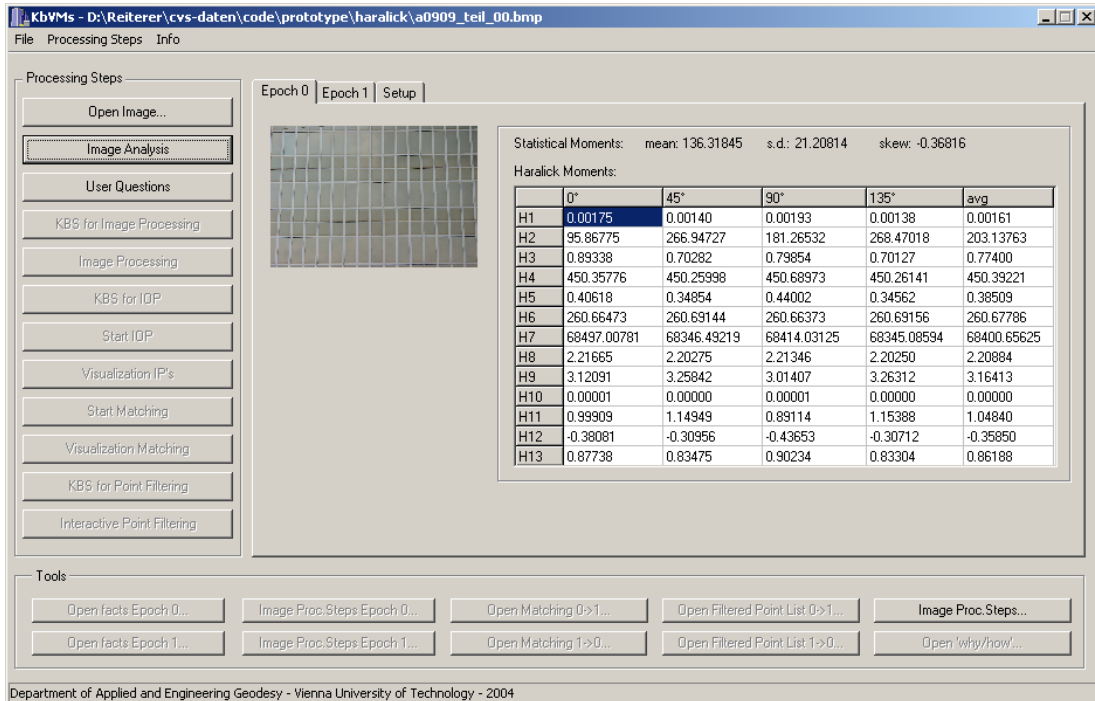 KbVMs - D:\Reiterer\cvs-daten\code\prototype\haralick\a0909_teil_00.bmp
File Processing Steps Info
Processing Steps
Open Image...
Image Analysis
User Questions
KBS for Image Processing
Image Processing
KBS for IOP
Start IOP
Visualization IP's
Start Matching
Visualization Matching
KBS for Point Filtering
Interactive Point Filtering
Epoch 0 Epoch 1 Setup
Statistical Moments: mean: 136.31845 s.d.: 21.20814 skew: -0.36816
Haralick Moments:
0° 45° 90° 135° avg
H1 0.00175 0.00140 0.00193 0.00138 0.00161
H2 95.86775 266.94727 181.26532 268.47018 203.13763
H3 0.89338 0.70282 0.79854 0.70127 0.77400
H4 450.35776 450.25998 450.68973 450.26141 450.39221
H5 0.40618 0.34854 0.44002 0.34562 0.38509
H6 260.66473 260.69144 260.66373 260.69156 260.67786
H7 68497.00781 68346.49219 68414.03125 68345.08594 68400.65625
H8 2.21665 2.20275 2.21346 2.20250 2.20884
H9 3.12091 3.25842 3.01407 3.26312 3.16413
H10 0.00001 0.00000 0.00001 0.00000 0.00000
H11 0.99909 1.14949 0.89114 1.15388 1.04840
H12 -0.38081 -0.30956 -0.43653 -0.30712 -0.35850
H13 0.87738 0.83475 0.90234 0.83304 0.86188
Tools
Open facts Epoch 0... Image Proc.Steps Epoch 0... Open Matching 0->1... Open Filtered Point List 0->1... Image Proc.Steps...
Open facts Epoch 1... Image Proc.Steps Epoch 1... Open Matching 1->0... Open Filtered Point List 1->0... Open 'why/how'...
Department of Applied and Engineering Geodesy - Vienna University of Technology - 2004